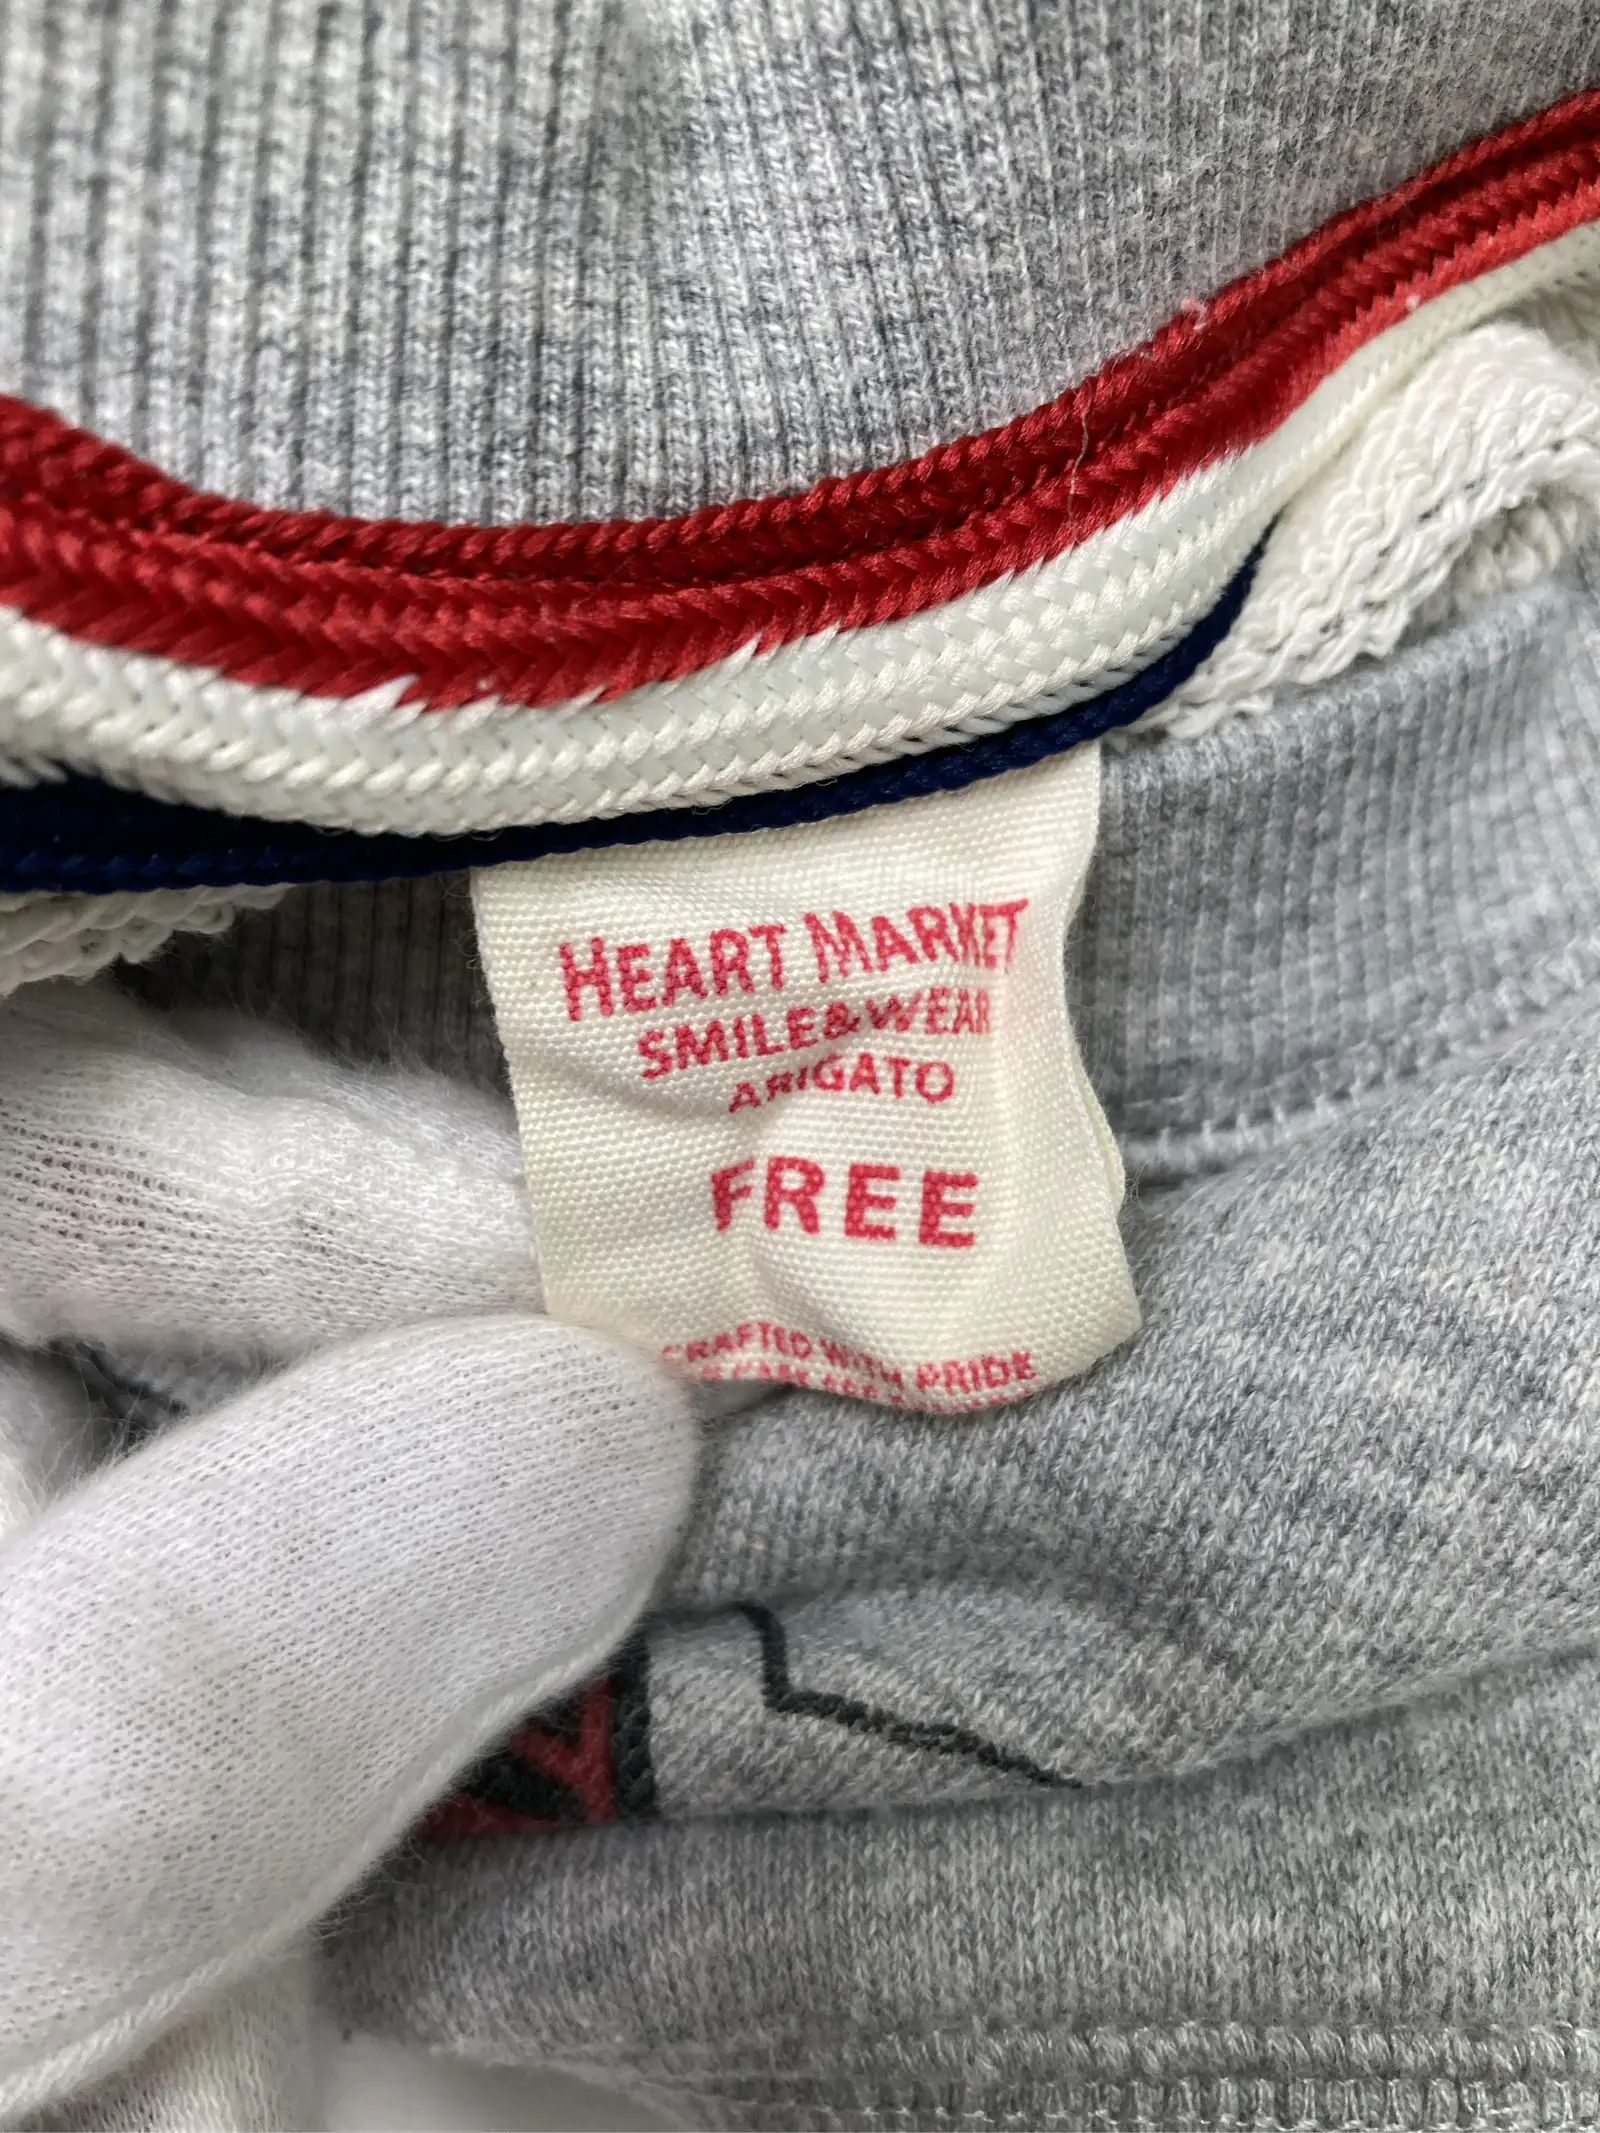 HEART MARKET
SMILE&WEAR
ARIGATO
FREE
CRAFTED WITH PRIDE